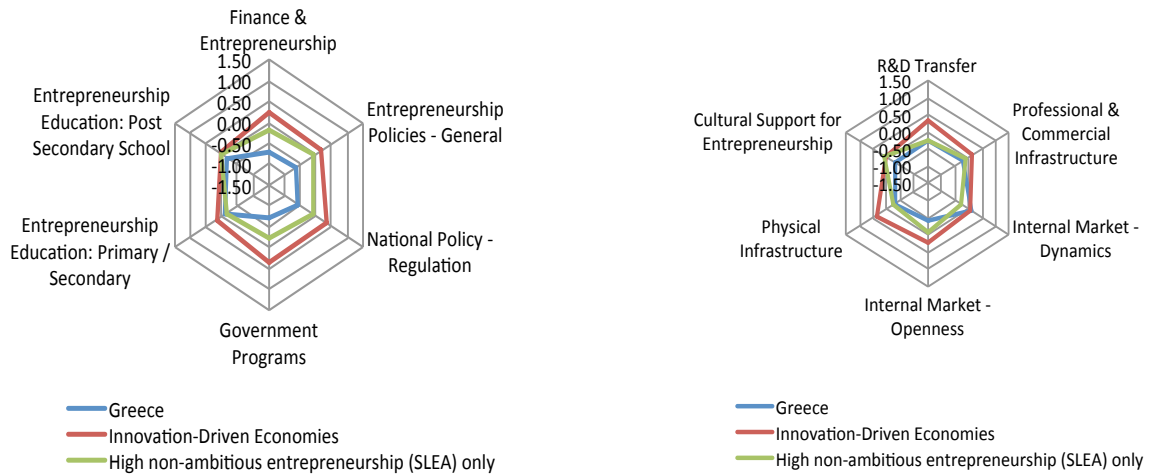 Finance &
Entrepreneurship
1.50
1.00
0.50
0.00
-0.50
-1.00
-1.50
Entrepreneurship
Policies - General
National Policy -
Regulation
Government
Programs
Entrepreneurship
Education: Primary /
Secondary
Entrepreneurship
Education: Post
Secondary School
Greece
Innovation-Driven Economies
High non-ambitious entrepreneurship (SLEA) only
R&D Transfer
1.50
1.00
0.50
0.00
-0.50
-1.00
-1.50
Professional &
Commercial
Infrastructure
Internal Market -
Dynamics
Internal Market -
Openness
Physical
Infrastructure
Cultural Support for
Entrepreneurship
Greece
Innovation-Driven Economies
High non-ambitious entrepreneurship (SLEA) only